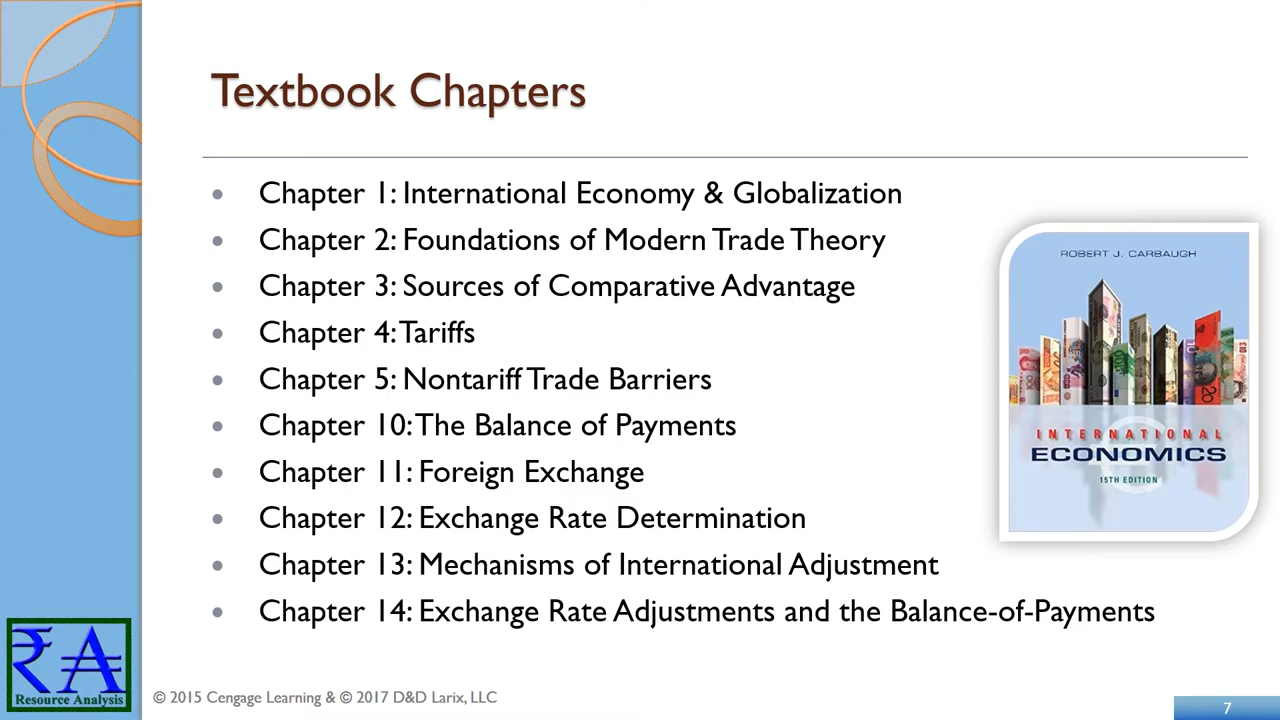 Textbook Chapters
• Chapter 1: International Economy & Globalization
• Chapter 2: Foundations of Modern Trade Theory
• Chapter 3: Sources of Comparative Advantage
• Chapter 4: Tariffs
• Chapter 5: Nontariff Trade Barriers
• Chapter 10: The Balance of Payments
• Chapter 11: Foreign Exchange
• Chapter 12: Exchange Rate Determination
• Chapter 13: Mechanisms of International Adjustment
• Chapter 14: Exchange Rate Adjustments and the Balance-of-Payments
ROBERT J. CARBAUGH
INTERNATIONAL
ECONOMICS
15TH EDITION
₹A
Resource Analysis
© 2015 Cengage Learning & © 2017 D&D Larix, LLC
7